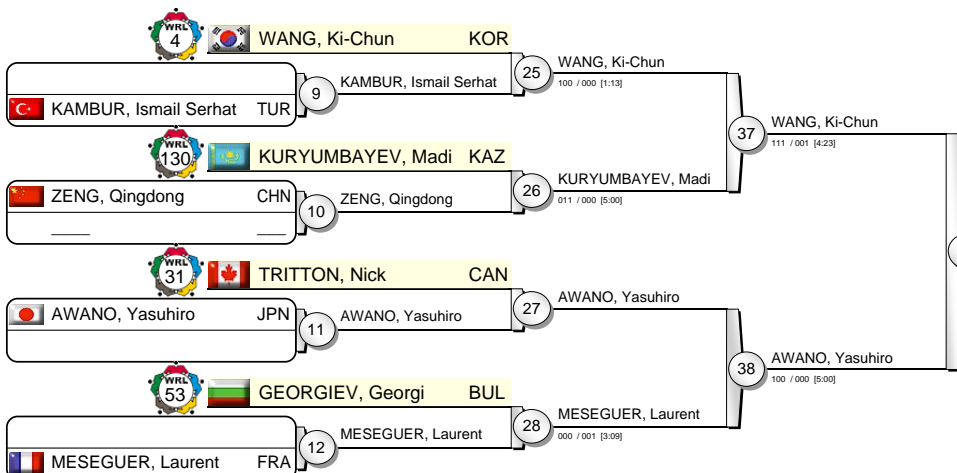 WRL
4
WANG, Ki-Chun KOR
KAMBUR, Ismail Serhat TUR
9
KAMBUR, Ismail Serhat
25
WANG, Ki-Chun
100 / 000 [1:13]
WRL
130
KURYUMBAYEV, Madi KAZ
ZENG, Qingdong CHN
____ ___
10
ZENG, Qingdong
26
KURYUMBAYEV, Madi
011 / 000 [5:00]
37
WANG, Ki-Chun
111 / 001 [4:23]
WRL
31
TRITTON, Nick CAN
AWANO, Yasuhiro JPN
11
AWANO, Yasuhiro
27
AWANO, Yasuhiro
WRL
53
GEORGIEV, Georgi BUL
MESEGUER, Laurent FRA
12
MESEGUER, Laurent
28
MESEGUER, Laurent
000 / 001 [3:09]
38
AWANO, Yasuhiro
100 / 000 [5:00]